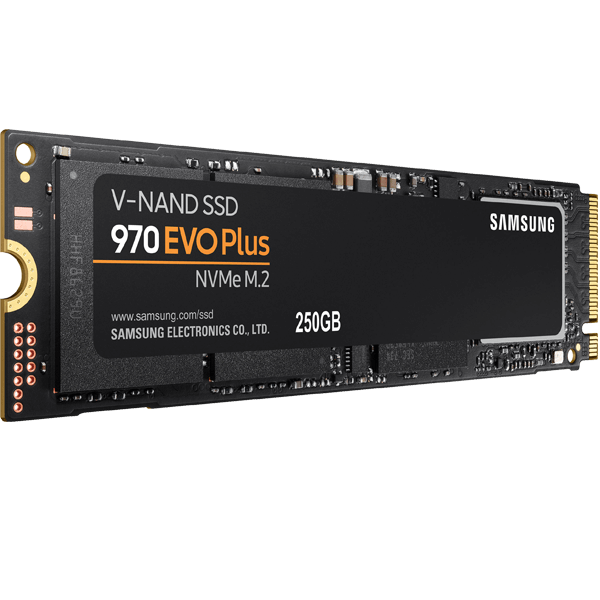 V-NAND SSD
970 EVO Plus
NVMe M.2
www.samsung.com/ssd
SAMSUNG ELECTRONICS CO., LTD.
250GB
SAMSUNG